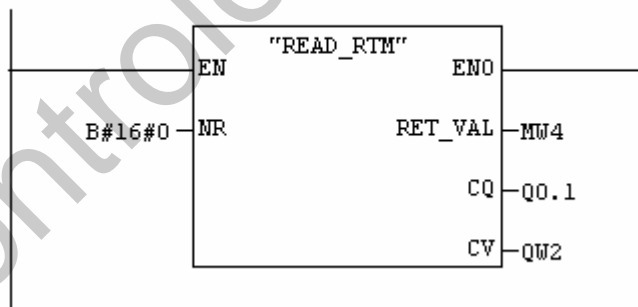 "READ_RTM"
EN ENO
B#16#0 NR RET_VAL MW4
CQ Q0.1
CV QW2